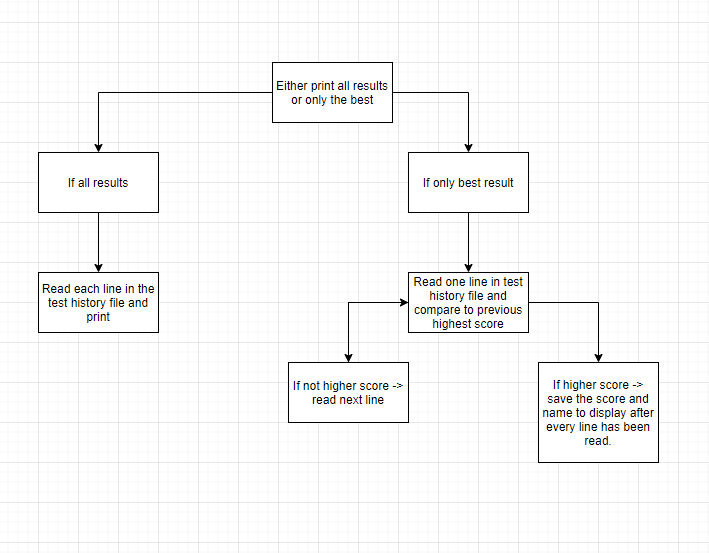 Either print all results
or only the best
If all results
If only best result
Read each line in the
test history file and
print
Read one line in test
history file and
compare to previous
highest score
If not higher score ->
read next line
If higher score ->
save the score and
name to display after
every line has been
read.